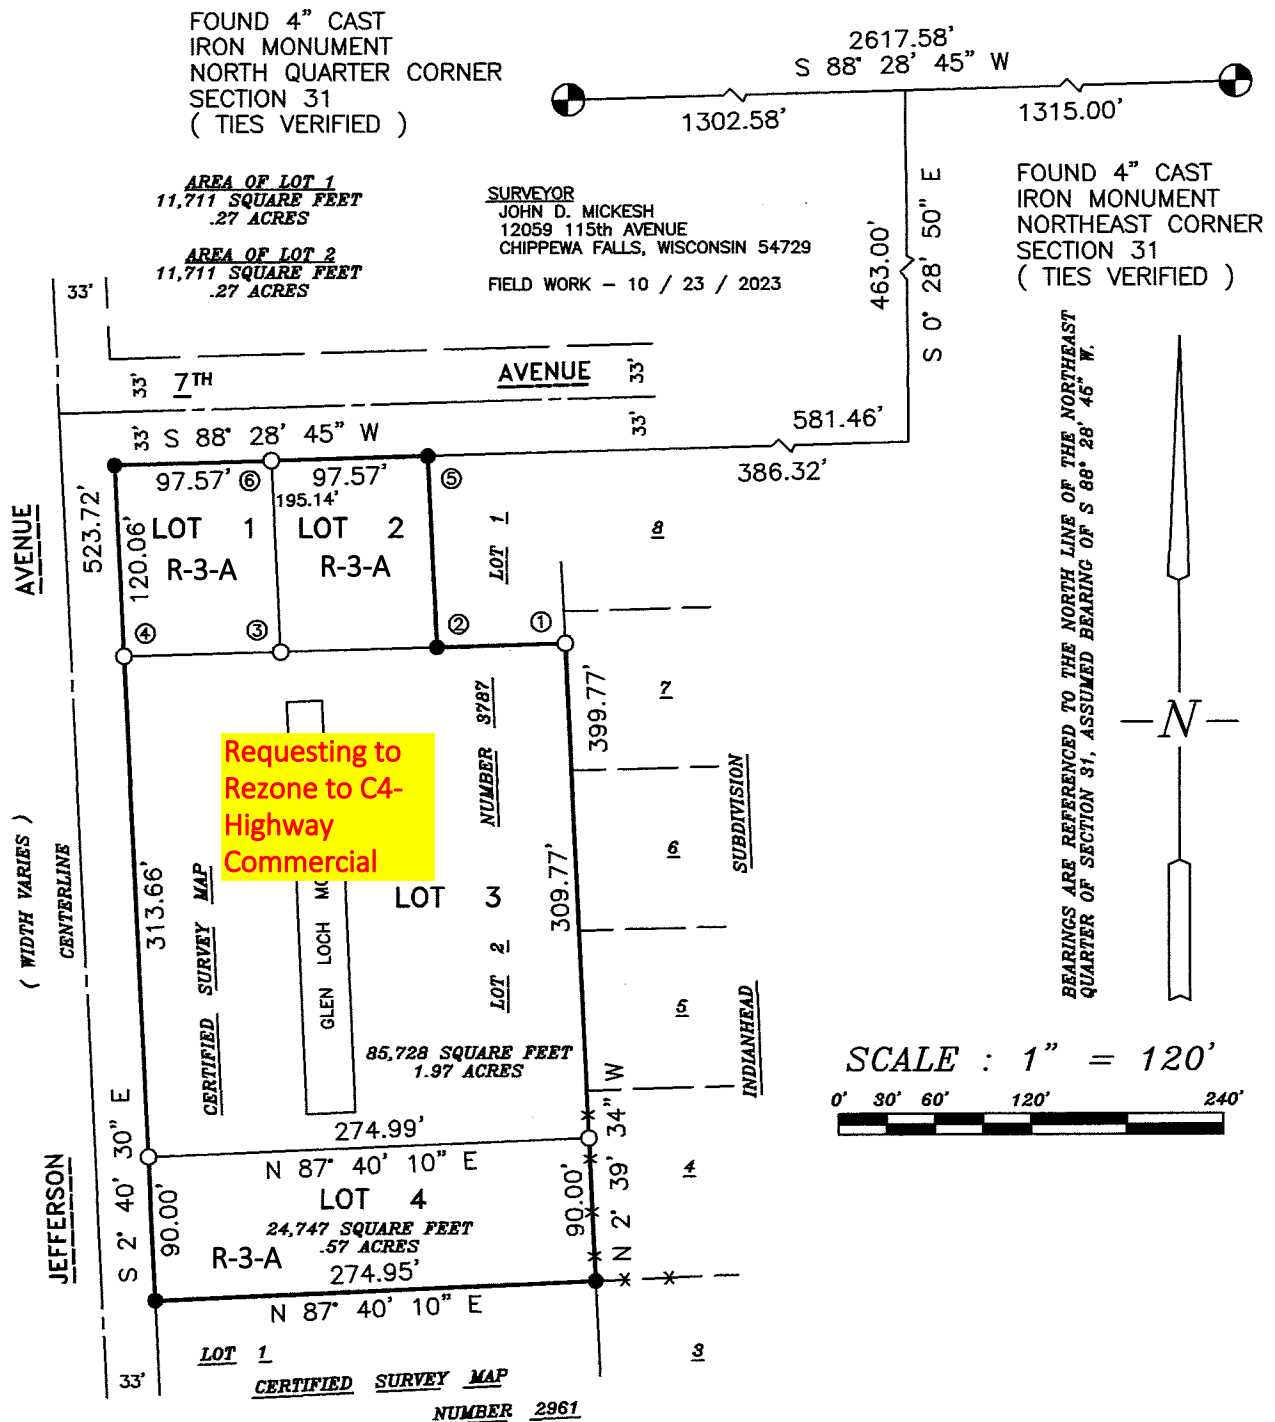 FOUND 4" CAST
IRON MONUMENT
NORTH QUARTER CORNER
SECTION 31
( TIES VERIFIED )
2617.58'
S 88° 28' 45" W
1302.58'
1315.00'
FOUND 4" CAST
IRON MONUMENT
NORTHEAST CORNER
SECTION 31
( TIES VERIFIED )
AREA OF LOT 1
11,711 SQUARE FEET
.27 ACRES
AREA OF LOT 2
11,711 SQUARE FEET
.27 ACRES
SURVEYOR
JOHN D. MICKESH
12059 115th AVENUE
CHIPPEWA FALLS, WISCONSIN 54729
FIELD WORK - 10 / 23 / 2023
463.00'
S 0° 28' 50" E
33'
33'
7TH
AVENUE
33'
33'
S 88° 28' 45" W
33'
581.46'
386.32'
97.57'
6
97.57'
5
195.14'
523.72'
120.06'
LOT 1
R-3-A
LOT 2
R-3-A
LOT 1
8
AVENUE
4
3
2
1
7
399.77'
NUMBER 3787
Requesting to
Rezone to C4-
Highway
Commercial
6
SUBDIVISION
309.77'
LOT 3
313.66'
( WIDTH VARIES )
CENTERLINE
CERTIFIED SURVEY MAP
GLEN LOCH MO
LOT 2
5
INDIANHEAD
85,728 SQUARE FEET
1.97 ACRES
BEARINGS ARE REFERENCED TO THE NORTH LINE OF THE NORTHEAST
QUARTER OF SECTION 31, ASSUMED BEARING OF S 88° 28' 45" W.
N
SCALE : 1" = 120'
0' 30' 60' 120' 240'
274.99'
N 87° 40' 10" E
LOT 4
24,747 SQUARE FEET
.57 ACRES
R-3-A
274.95'
N 87° 40' 10" E
90.00'
90.00'
N 2° 39' 34" W
4
JEFFERSON
S 2° 40' 30" E
33'
LOT 1
CERTIFIED SURVEY MAP
NUMBER 2961
3